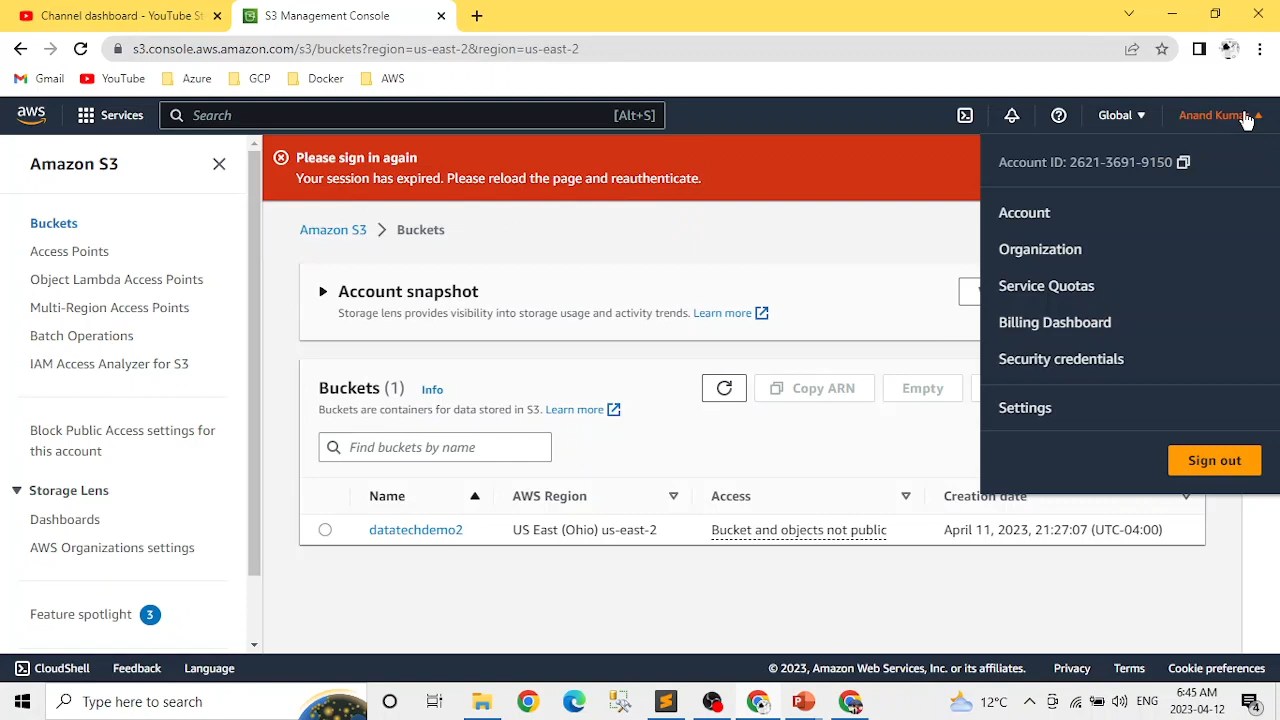 Channel dashboard - YouTube St
S3 Management Console
s3.console.aws.amazon.com/s3/buckets?region=us-east-2&region=us-east-2
Gmail
YouTube
Azure
GCP
Docker
AWS
aws
Services
Search
[Alt+S]
Global
Anand Kumar
Amazon S3
Buckets
Access Points
Object Lambda Access Points
Multi-Region Access Points
Batch Operations
IAM Access Analyzer for S3
Block Public Access settings for
this account
Storage Lens
Dashboards
AWS Organizations settings
Feature spotlight 3
Please sign in again
Your session has expired. Please reload the page and reauthenticate.
Amazon S3 > Buckets
Account snapshot
Storage lens provides visibility into storage usage and activity trends. Learn more
Buckets (1) Info
Buckets are containers for data stored in S3. Learn more
Copy ARN
Empty
Find buckets by name
Name
AWS Region
Access
Creation date
datatechdemo2
US East (Ohio) us-east-2
Bucket and objects not public
April 11, 2023, 21:27:07 (UTC-04:00)
Account ID: 2621-3691-9150
Account
Organization
Service Quotas
Billing Dashboard
Security credentials
Settings
Sign out
CloudShell
Feedback
Language
© 2023, Amazon Web Services, Inc. or its affiliates.
Privacy
Terms
Cookie preferences
Type here to search
12°C
6:45 AM
2023-04-12
4